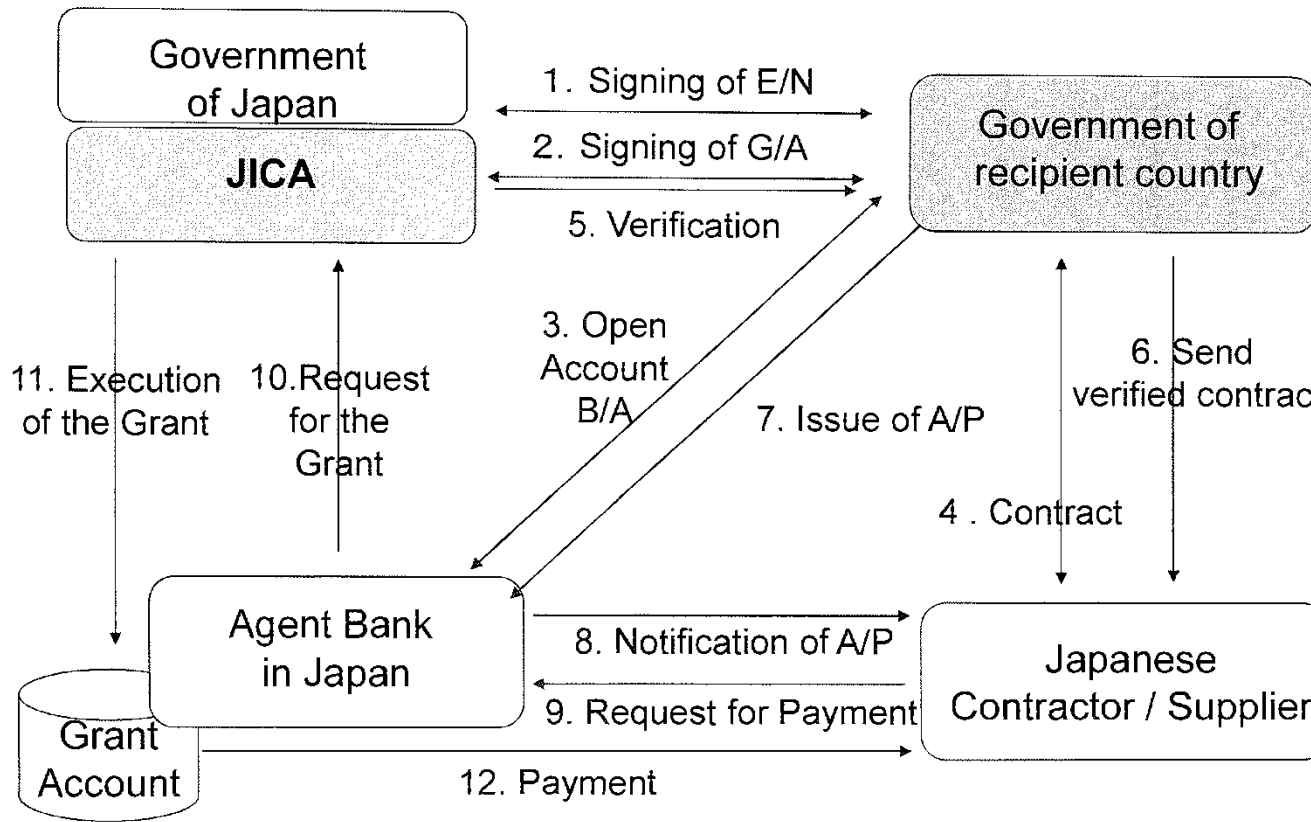 Government
of Japan
JICA
1. Signing of E/N
2. Signing of G/A
5. Verification
Government of
recipient country
11. Execution
of the Grant
10.Request
for the
Grant
3. Open
Account
B/A
7. Issue of A/P
6. Send
verified contrac
4 . Contract
Agent Bank
in Japan
8. Notification of A/P
9. Request for Payment
Japanese
Contractor / Supplier
Grant
Account
12. Payment